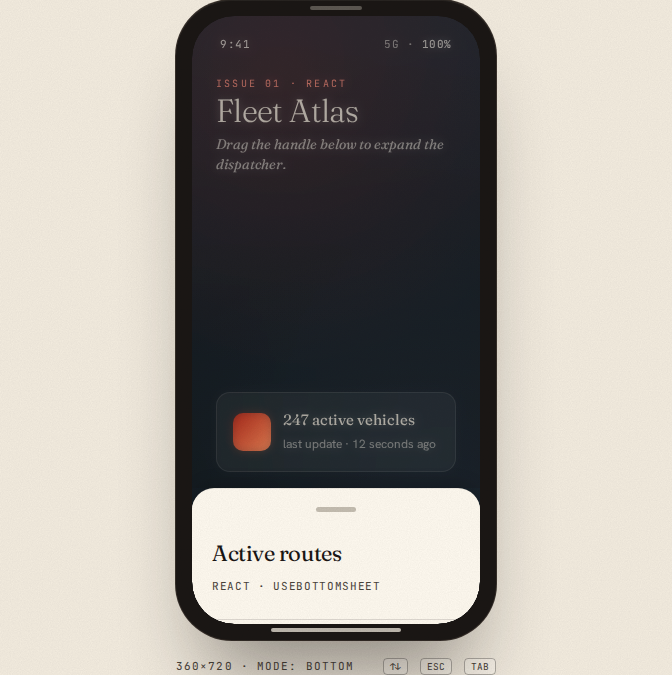 9:41 5G · 100%
ISSUE 01 · REACT
Fleet Atlas
Drag the handle below to expand the
dispatcher.
247 active vehicles
last update · 12 seconds ago
Active routes
REACT · USEBOTTOMSHEET
360×720 · MODE: BOTTOM ↑↓ ESC TAB